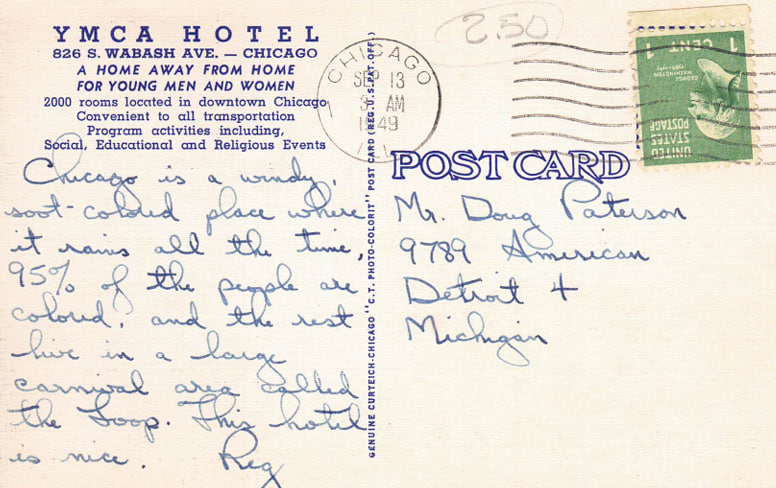 YMCA HOTEL
826 S. WABASH AVE. — CHICAGO
A HOME AWAY FROM HOME
FOR YOUNG MEN AND WOMEN
2000 rooms located in downtown Chicago
Convenient to all transportation
Program activities including,
Social, Educational and Religious Events
Chicago is a windy,
soot-colored place where
it rains all the time,
95% of the people are
colored, and the rest
live in a large
carnival area called
the Loop. This hotel
is nice. Reg
GENUINE CURTEICH-CHICAGO "C.T. PHOTO-COLORIT" POST CARD (REG. U.S. PAT. OFF.)
CHICAGO
SEP 13
AM
1949
ILL.
2.50
1 CENT 1
GEORGE
WASHINGTON
UNITED
STATES
POSTAGE
POST CARD
Mr. Doug Paterson
9789 American
Detroit 4
Michigan